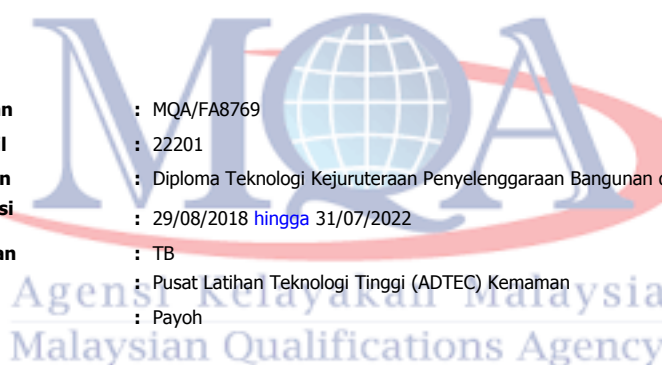 MQA
an : MQA/FA8769
l : 22201
n : Diploma Teknologi Kejuruteraan Penyelenggaraan Bangunan d
si : 29/08/2018 hingga 31/07/2022
an : TB
: Pusat Latihan Teknologi Tinggi (ADTEC) Kemaman
Agensi Kelayakan Malaysia
: Payoh
Malaysian Qualifications Agency